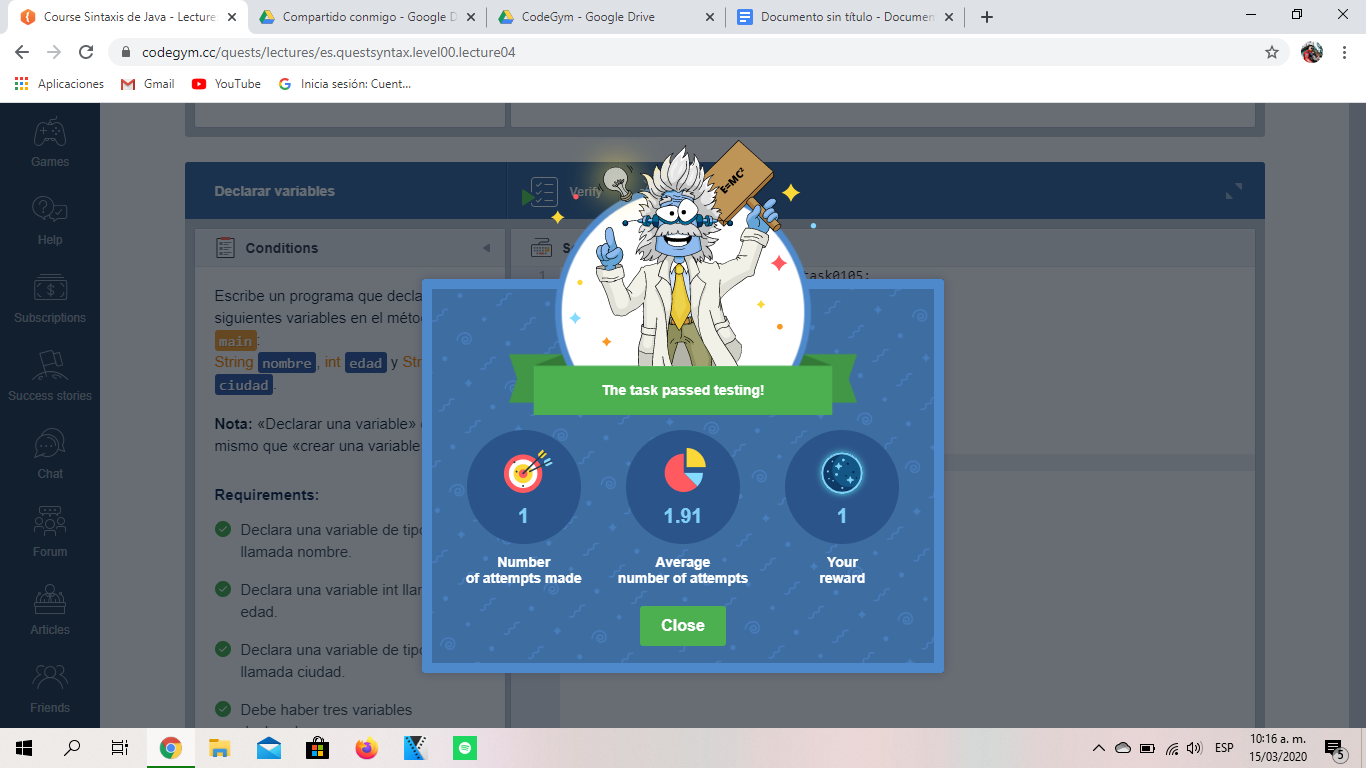 Course Sintaxis de Java - Lecture
Compartido conmigo - Google D
CodeGym - Google Drive
Documento sin título - Documen
codegym.cc/quests/lectures/es.questsyntax.level00.lecture04
Aplicaciones
Gmail
YouTube
Inicia sesión: Cuent...
Games
Help
Subscriptions
Success stories
Chat
Forum
Articles
Friends
Declarar variables
Verify
Conditions
Escribe un programa que decla
siguientes variables en el méto
main:
String nombre, int edad y Str
ciudad.
Nota: «Declarar una variable»
mismo que «crear una variable
Requirements:
Declara una variable de tipo
llamada nombre.
Declara una variable int llar
edad.
Declara una variable de tipo
llamada ciudad.
Debe haber tres variables
1
task0105;
E=MC²
The task passed testing!
1
Number
of attempts made
1.91
Average
number of attempts
1
Your
reward
Close
ESP
10:16 a. m.
15/03/2020
5